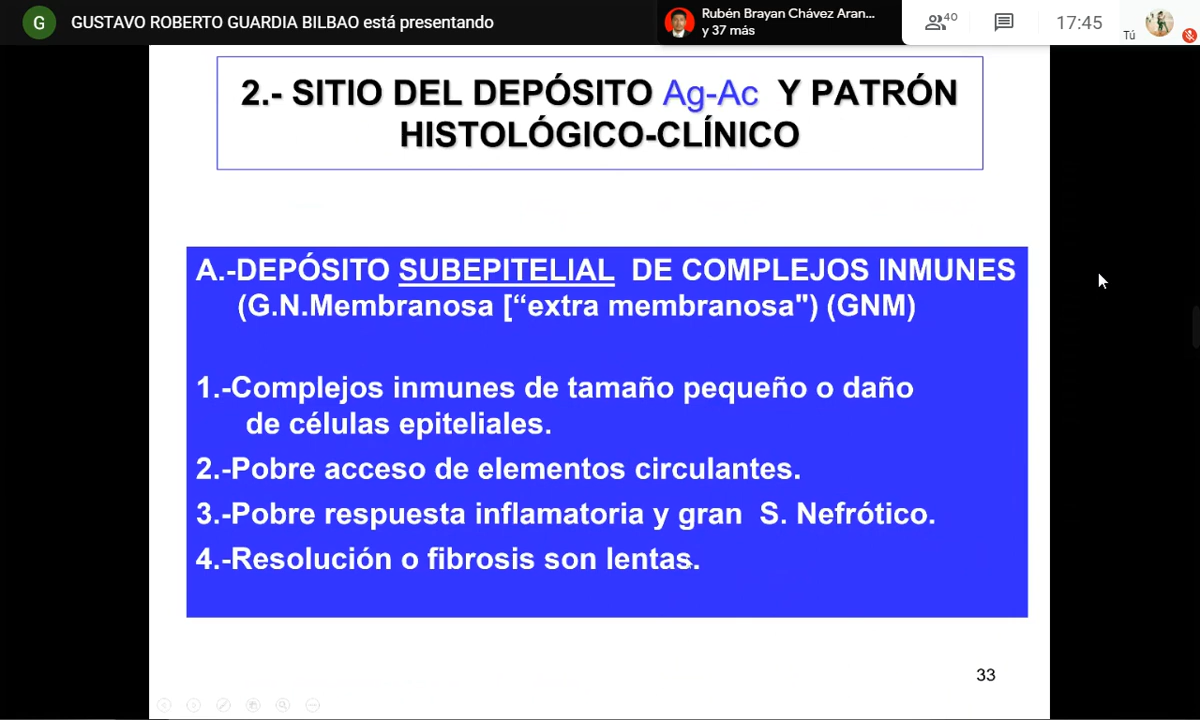 G GUSTAVO ROBERTO GUARDIA BILBAO está presentando
Rubén Brayan Chávez Aran...
y 37 más
40
17:45
Tú
2.- SITIO DEL DEPÓSITO Ag-Ac Y PATRÓN
HISTOLÓGICO-CLÍNICO
A.-DEPÓSITO SUBEPITELIAL DE COMPLEJOS INMUNES
(G.N.Membranosa [“extra membranosa") (GNM)
1.-Complejos inmunes de tamaño pequeño o daño
de células epiteliales.
2.-Pobre acceso de elementos circulantes.
3.-Pobre respuesta inflamatoria y gran S. Nefrótico.
4.-Resolución o fibrosis son lentas.
33